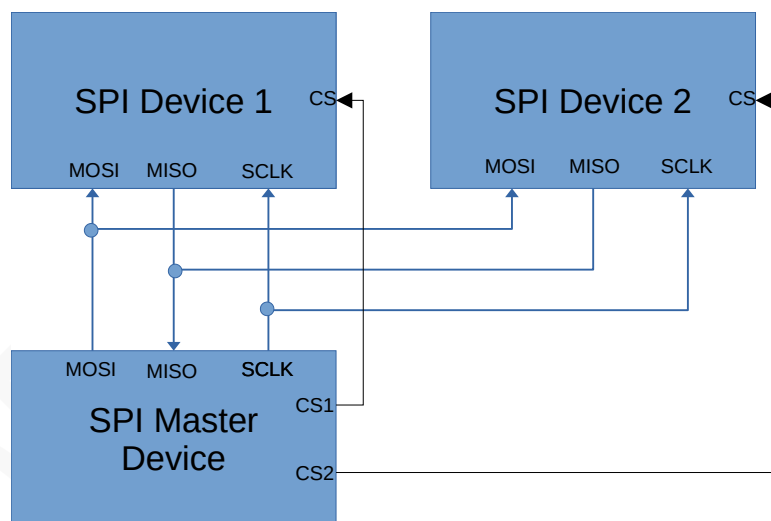 SPI Device 1
CS
MOSI MISO SCLK
SPI Device 2
CS
MOSI MISO SCLK
MOSI MISO SCLK
CS1
SPI Master
Device
CS2